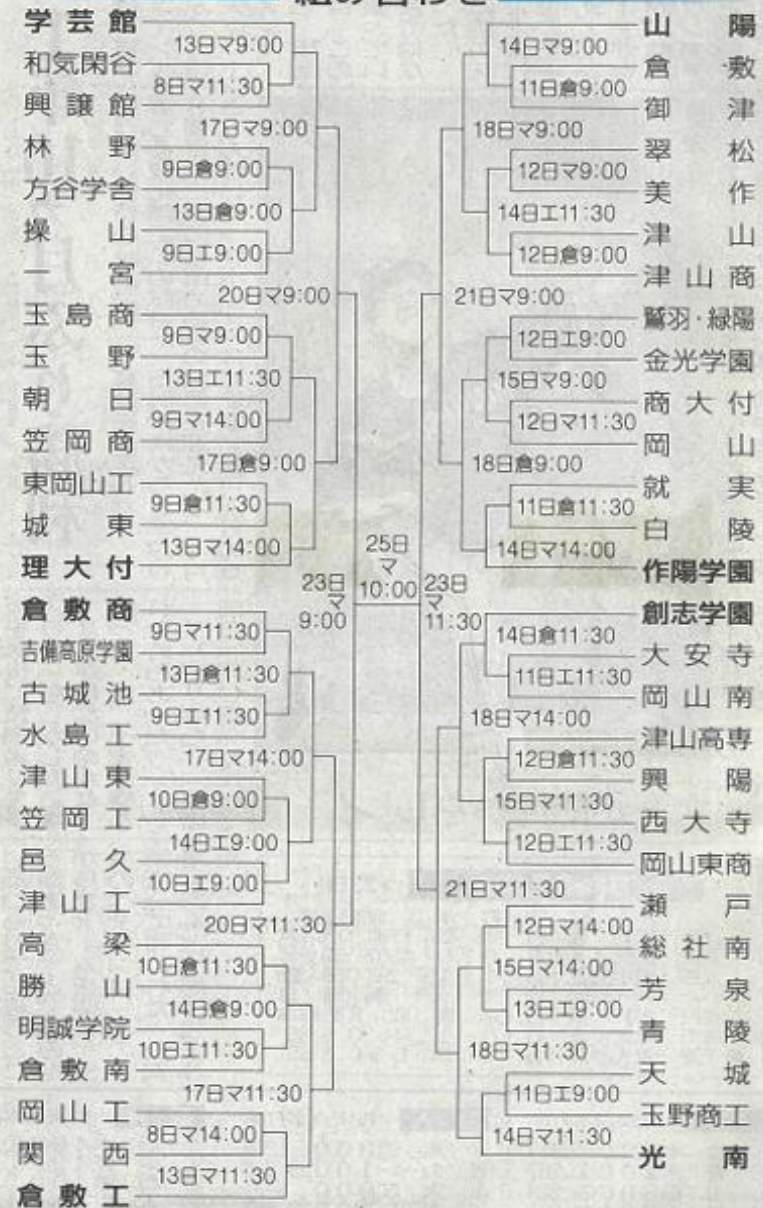 組み合わせ
学芸館
13日マ9:00
和気閑谷
8日マ11:30
興譲館
17日マ9:00
林野
9日倉9:00
方谷学舎
13日倉9:00
操山
9日エ9:00
一宮
20日マ9:00
玉島商
9日マ9:00
玉野
13日エ11:30
朝日
9日マ14:00
笠岡商
17日倉9:00
東岡山工
9日倉11:30
城東
13日マ14:00
理大付
23日
マ
9:00
25日
マ
10:00
23日
マ
11:30
倉敷商
9日マ11:30
吉備高原学園
13日倉11:30
古城池
9日エ11:30
水島工
17日マ14:00
津山東
10日倉9:00
笠岡工
14日エ9:00
邑久
10日エ9:00
津山工
20日マ11:30
高梁
10日倉11:30
勝山
14日倉9:00
明誠学院
10日エ11:30
倉敷南
17日マ11:30
岡山工
8日マ14:00
関西
13日マ11:30
倉敷工
山陽
14日マ9:00
倉敷
11日倉9:00
御津
18日マ9:00
翠松
12日マ9:00
美作
14日エ11:30
津山
12日倉9:00
津山商
21日マ9:00
鷲羽・緑陽
12日エ9:00
金光学園
15日マ9:00
商大付
12日マ11:30
岡山
18日倉9:00
就実
11日倉11:30
白陵
14日マ14:00
作陽学園
創志学園
14日倉11:30
大安寺
11日エ11:30
岡山南
18日マ14:00
津山高専
12日倉11:30
興陽
15日マ11:30
西大寺
12日エ11:30
岡山東商
21日マ11:30
瀬戸
12日マ14:00
総社南
15日マ14:00
芳泉
13日エ9:00
青陵
18日マ11:30
天城
11日エ9:00
玉野商工
14日マ11:30
光南